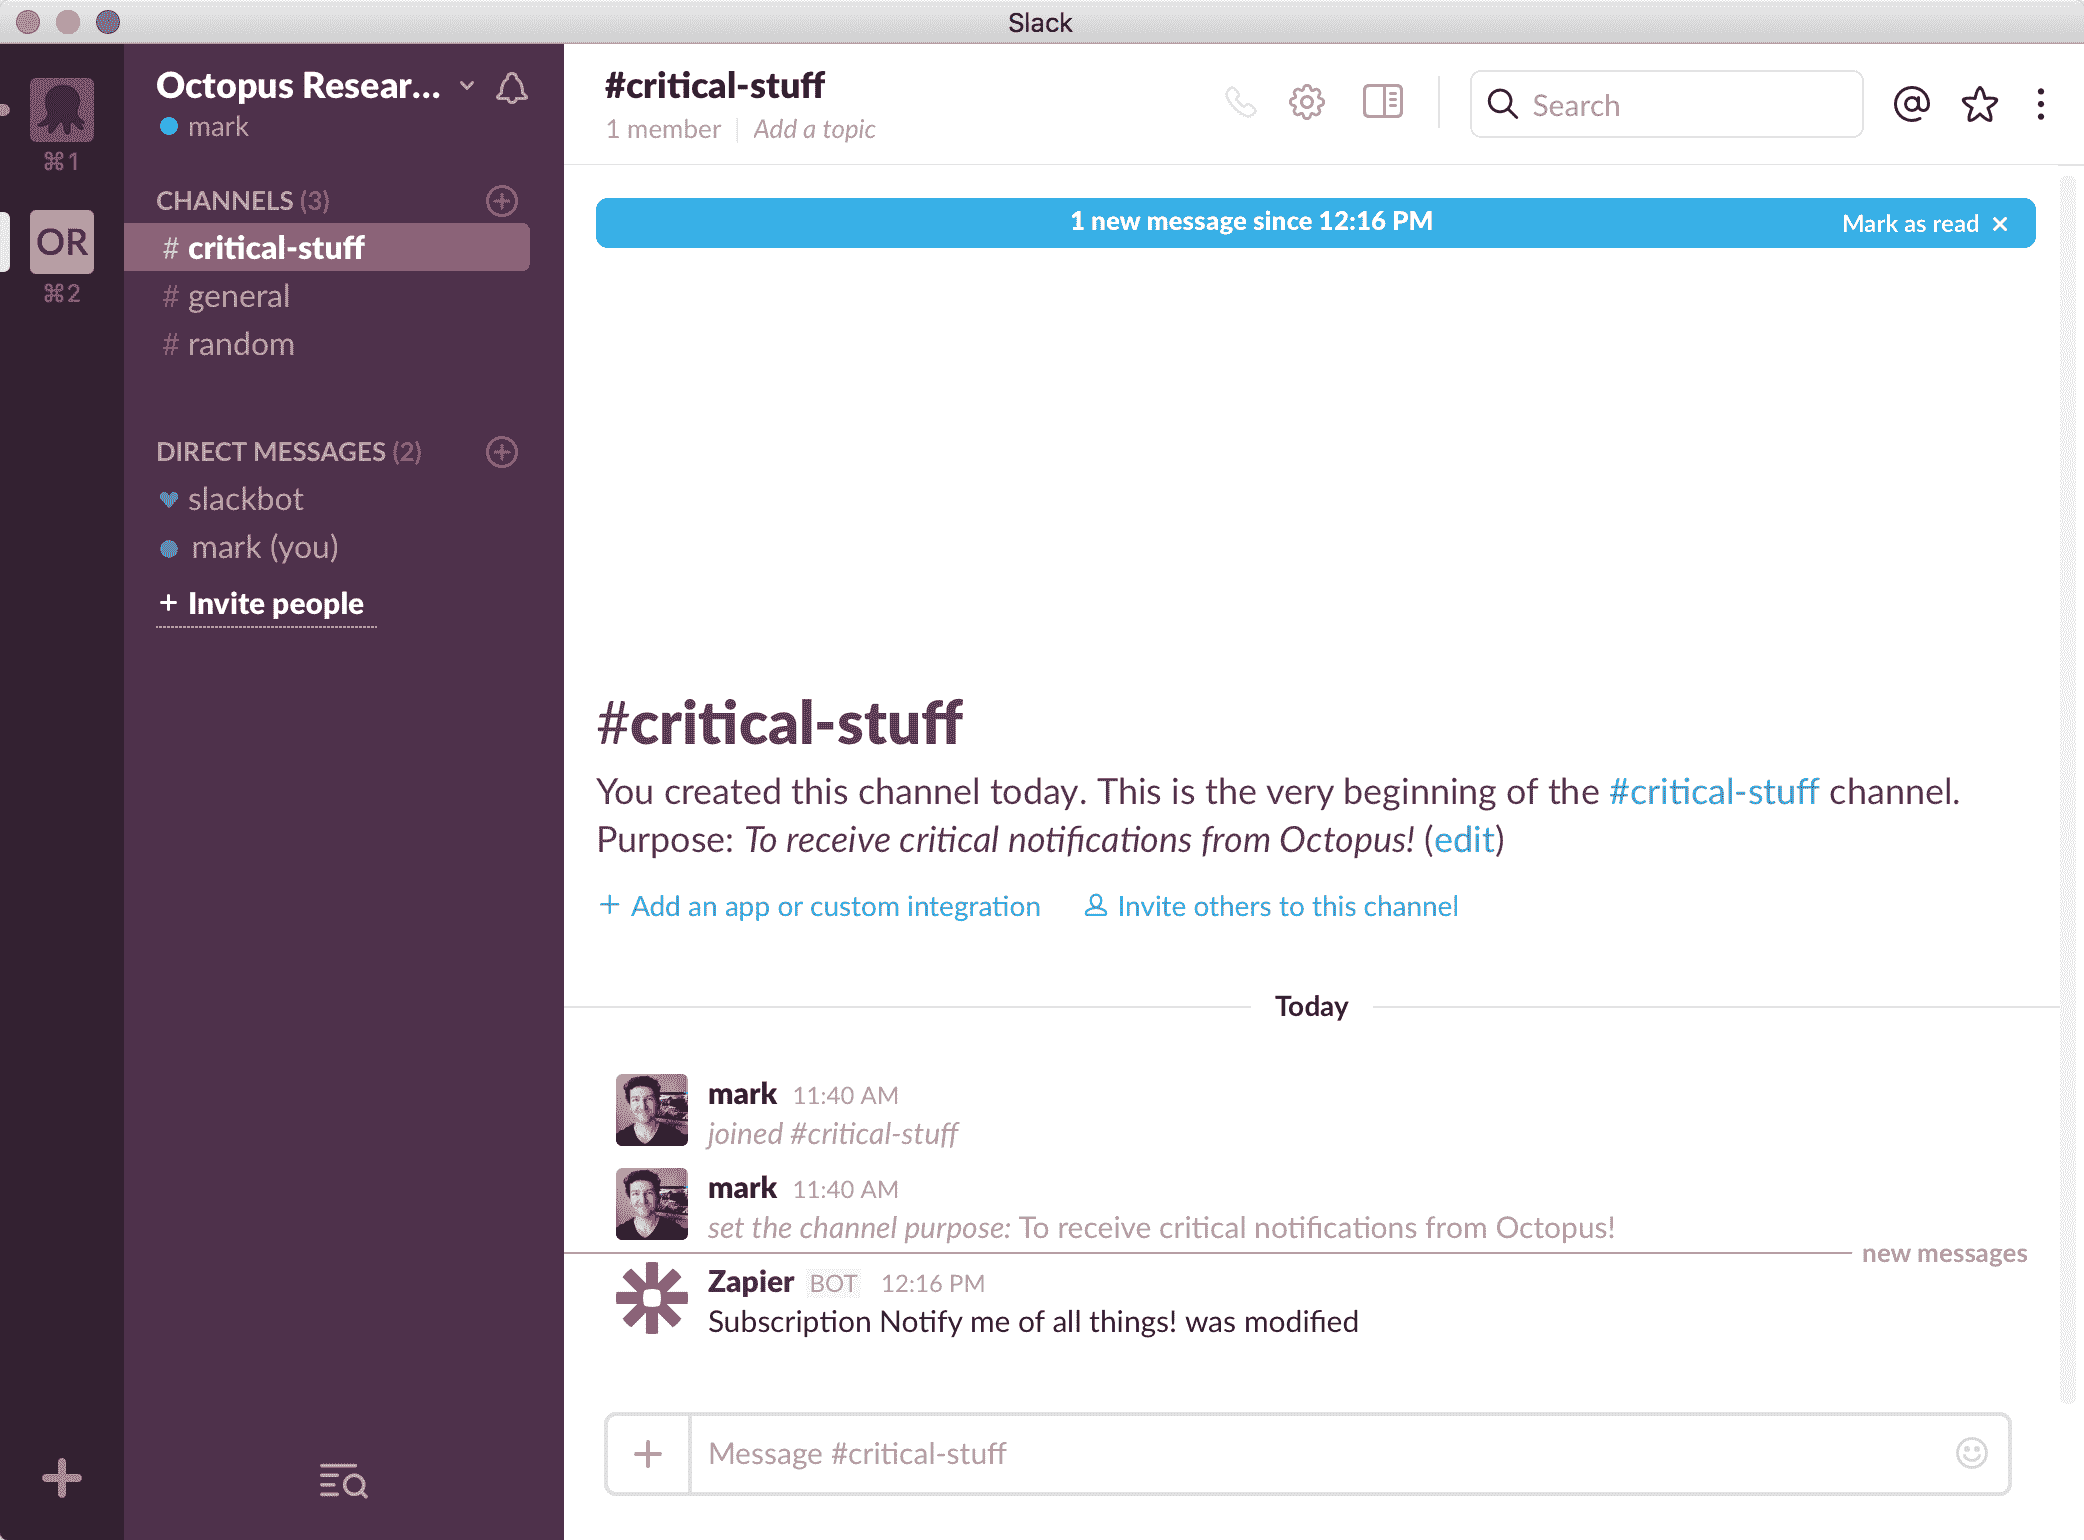 Slack
⌘1
OR
⌘2
Octopus Resear...
mark
CHANNELS (3)
# critical-stuff
# general
# random
DIRECT MESSAGES (2)
slackbot
mark (you)
+ Invite people
#critical-stuff
1 member | Add a topic
Search
1 new message since 12:16 PM
Mark as read ×
#critical-stuff
You created this channel today. This is the very beginning of the #critical-stuff channel.
Purpose: To receive critical notifications from Octopus! (edit)
+ Add an app or custom integration
Invite others to this channel
Today
mark 11:40 AM
joined #critical-stuff
mark 11:40 AM
set the channel purpose: To receive critical notifications from Octopus!
new messages
Zapier BOT 12:16 PM
Subscription Notify me of all things! was modified
Message #critical-stuff